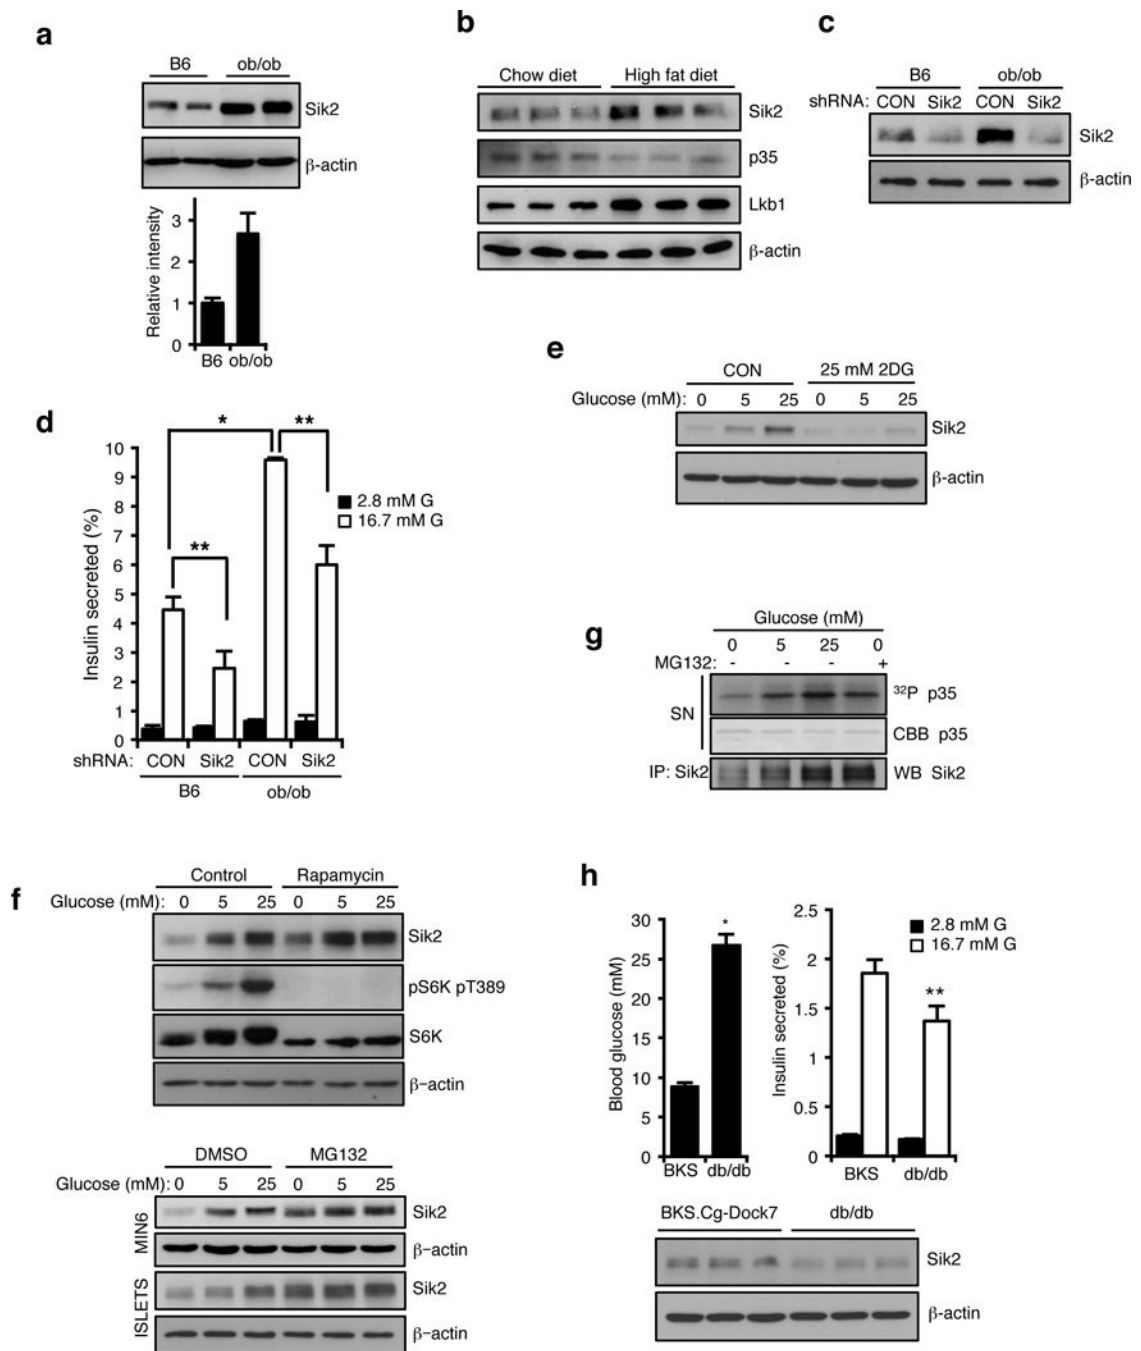 a
B6 ob/ob
Sik2
β-actin
Relative intensity
3
2
1
0
B6 ob/ob
b
Chow diet High fat diet
Sik2
p35
Lkb1
β-actin
c
B6 ob/ob
shRNA: CON Sik2 CON Sik2
Sik2
β-actin
d
* **
**
2.8 mM G
16.7 mM G
Insulin secreted (%)
10
9
8
7
6
5
4
3
2
1
0
shRNA: CON Sik2 CON Sik2
B6 ob/ob
e
CON 25 mM 2DG
Glucose (mM): 0 5 25 0 5 25
Sik2
β-actin
g
Glucose (mM)
0 5 25 0
MG132: - - - +
SN
32P p35
CBB p35
IP: Sik2 WB Sik2
f
Control Rapamycin
Glucose (mM): 0 5 25 0 5 25
Sik2
pS6K pT389
S6K
β-actin
DMSO MG132
Glucose (mM): 0 5 25 0 5 25
MIN6
Sik2
β-actin
ISLETS
Sik2
β-actin
h
Blood glucose (mM)
30
25
20
15
10
5
0
*
BKS db/db
Insulin secreted (%)
2.5
2
1.5
1
0.5
0
2.8 mM G
16.7 mM G
**
BKS db/db
BKS.Cg-Dock7 db/db
Sik2
β-actin